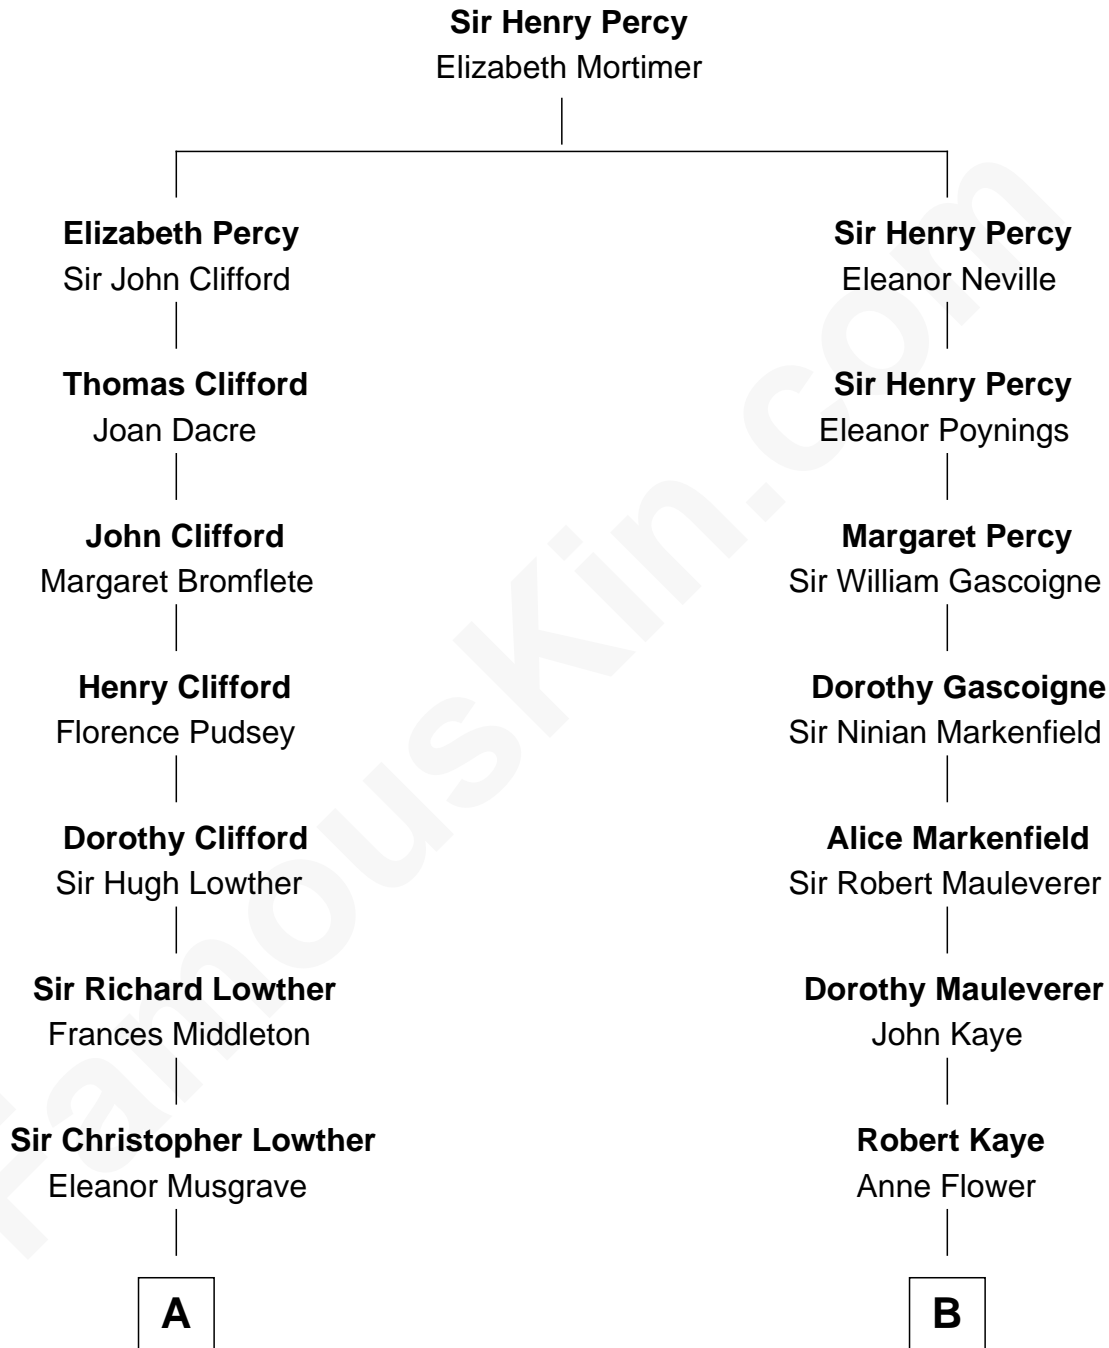 Sir Henry Percy
Elizabeth Mortimer
Elizabeth Percy
Sir John Clifford
Thomas Clifford
Joan Dacre
John Clifford
Margaret Bromflete
Henry Clifford
Florence Pudsey
Dorothy Clifford
Sir Hugh Lowther
Sir Richard Lowther
Frances Middleton
Sir Christopher Lowther
Eleanor Musgrave
A
Sir Henry Percy
Eleanor Neville
Sir Henry Percy
Eleanor Poynings
Margaret Percy
Sir William Gascoigne
Dorothy Gascoigne
Sir Ninian Markenfield
Alice Markenfield
Sir Robert Mauleverer
Dorothy Mauleverer
John Kaye
Robert Kaye
Anne Flower
B
FamousKin.com